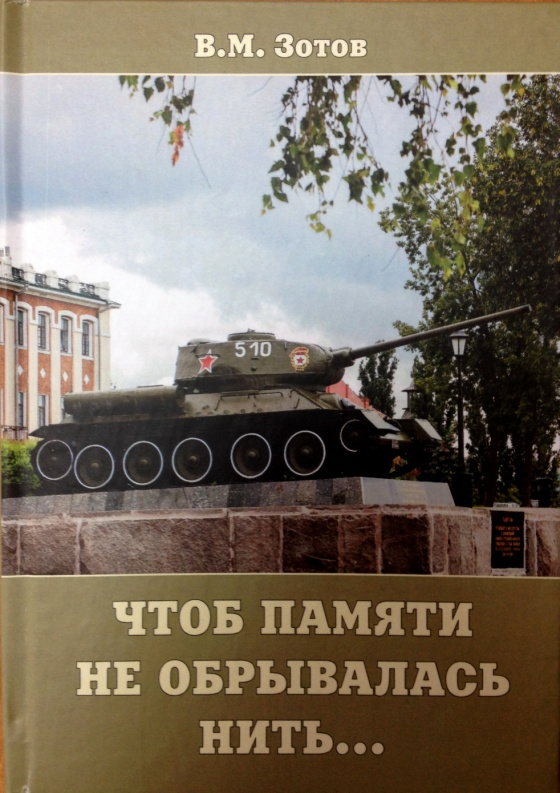 В.М. Зотов
510
ЧТОБ ПАМЯТИ
НЕ ОБРЫВАЛАСЬ
НИТЬ...